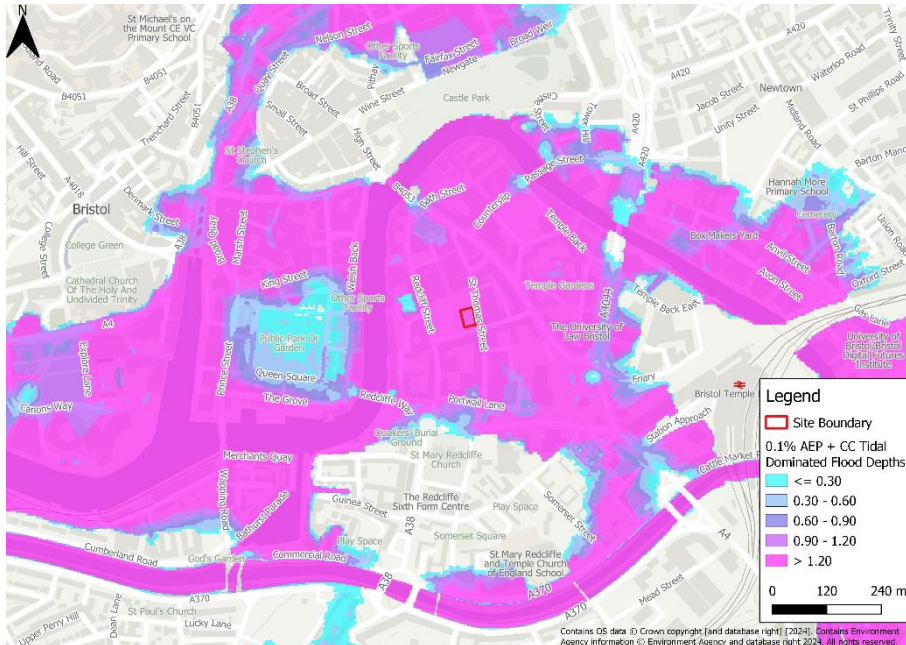 St Michael's on
the Mount CE VC
Primary School
Nelson Street
Other Sports
Facility
Fairfax Street
Broad Weir
Newgate
Pithay
Wine Street
Castle Park
Quay Street
A38
Broad Street
Small Street
High Street
B4051
B4051
B4051
Trenchard Street
Hill Street
A4018
St Stephen's
Church
Denmark Street
Bristol
College Street
College Green
A38
Cathedral Church
Of The Holy And
Undivided Trinity
A4
Explore Lane
Canons Way
Broad Quay
Marsh Street
King Street
Welsh Back
Other Sports
Facility
Public Park Or
Garden
Queen Square
Prince Street
The Grove
Redcliffe Way
Merchants Quay
Wapping Road
Bathurst Parade
Cumberland Road
God's Garden
Commercial Road
A370
St Paul's Church
Upper Perry Hill
Dean Lane
Lucky Lane
B4053
Bath Street
Counterslip
Passage Street
Temple Back
Tower Hill
A420
A420
A420
Jacob Street
Unity Street
Newtown
Waterloo Road
Midland Road
Trinity Street
St Phillips Road
Barton Manor
Hannah More
Primary School
Cemetery
Barton Road
Union Road
Oxford Street
Box Makers Yard
Anvil Street
Avon Street
Redcliff Street
St Thomas Street
Temple Gardens
The University of
Law Bristol
A4044
Temple Back East
Friary
Portwall Lane
Quakers' Burial
Ground
St Mary Redcliffe
Church
The Redcliffe
Sixth Form Centre
Guinea Street
Play Space
Play Space
A38
Somerset Square
Somerset Street
St Mary Redcliffe
and Temple Church
of England School
A370
A370
A38
Mead Street
A4
Station Approach
Bristol Temple
Cattle Market
University of
Bristol/Bristol
Digital Futures
Institute
Legend
Site Boundary
0.1% AEP + CC Tidal
Dominated Flood Depths
<= 0.30
0.30 - 0.60
0.60 - 0.90
0.90 - 1.20
> 1.20
0 120 240 m
Contains OS data © Crown copyright [and database right] [2024]. Contains Environment
Agency information © Environment Agency and database right 2024. All rights reserved.